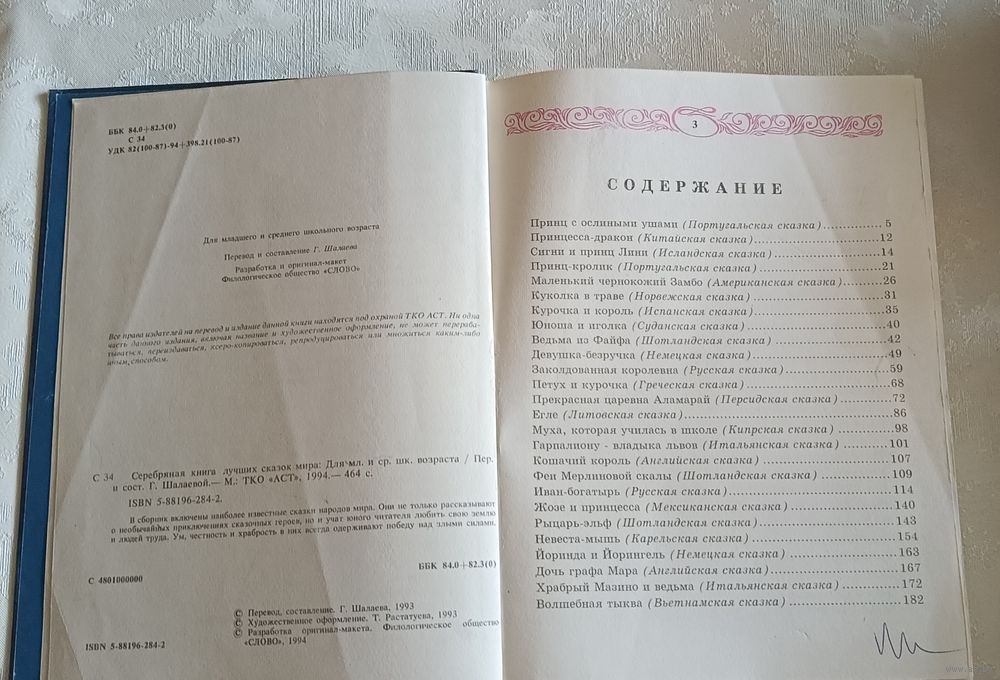 ББК 84.0+82.3(0)
С 34
УДК 82(100-87)-94+398.21(100-87)
Для младшего и среднего школьного возраста
Перевод и составление Г. Шалаева
Разработка и оригинал-макет
Филологическое общество «СЛОВО»
Все права издателей на перевод и издание данной книги находятся под охраной ТКО АСТ. Ни одна
часть данного издания, включая название и художественное оформление, не может перераба-
тываться, переиздаваться, ксеро-копироваться, репродуцироваться или множиться каким-либо
иным способом.
С 34 Серебряная книга лучших сказок мира: Для мл. и ср. шк. возраста / Пер.
и сост. Г. Шалаевой.— М.: ТКО «АСТ», 1994.— 464 с.
ISBN 5-88196-284-2.
В сборник включены наиболее известные сказки народов мира. Они не только рассказывают
о необычайных приключениях сказочных героев, но и учат юного читателя любить свою землю
и людей труда. Ум, честность и храбрость в них всегда одерживают победу над злыми силами.
ББК 84.0+82.3(0)
С 4801000000
© Перевод, составление. Г. Шалаева, 1993
© Художественное оформление. Т. Растатуева, 1993
© Разработка оригинал-макета. Филологическое общество
«СЛОВО», 1994
ISBN 5-88196-284-2
3
СОДЕРЖАНИЕ
Принц с ослиными ушами (Португальская сказка).............. 5
Принцесса-дракон (Китайская сказка)..............................12
Сигни и принц Лини (Исландская сказка)........................14
Принц-кролик (Португальская сказка).............................21
Маленький чернокожий Замбо (Американская сказка).........26
Куколка в траве (Норвежская сказка)..............................31
Курочка и король (Испанская сказка)..............................35
Юноша и иголка (Суданская сказка)................................40
Ведьма из Файфа (Шотландская сказка)...........................42
Девушка-безручка (Немецкая сказка)...............................49
Заколдованная королевна (Русская сказка).......................59
Петух и курочка (Греческая сказка).................................68
Прекрасная царевна Аламарай (Персидская сказка)............72
Егле (Литовская сказка)..................................................86
Муха, которая училась в школе (Кипрская сказка).............98
Гарпалиону - владыка львов (Итальянская сказка)............101
Кошачий король (Английская сказка).............................107
Феи Мерлиновой скалы (Шотландская сказка)..................109
Иван-богатырь (Русская сказка).....................................114
Жозе и принцесса (Мексиканская сказка)........................140
Рыцарь-эльф (Шотландская сказка)................................143
Невеста-мышь (Карельская сказка).................................154
Йоринда и Йорингель (Немецкая сказка).........................163
Дочь графа Мара (Английская сказка).............................167
Храбрый Мазино и ведьма (Итальянская сказка)...............172
Волшебная тыква (Вьетнамская сказка)...........................182